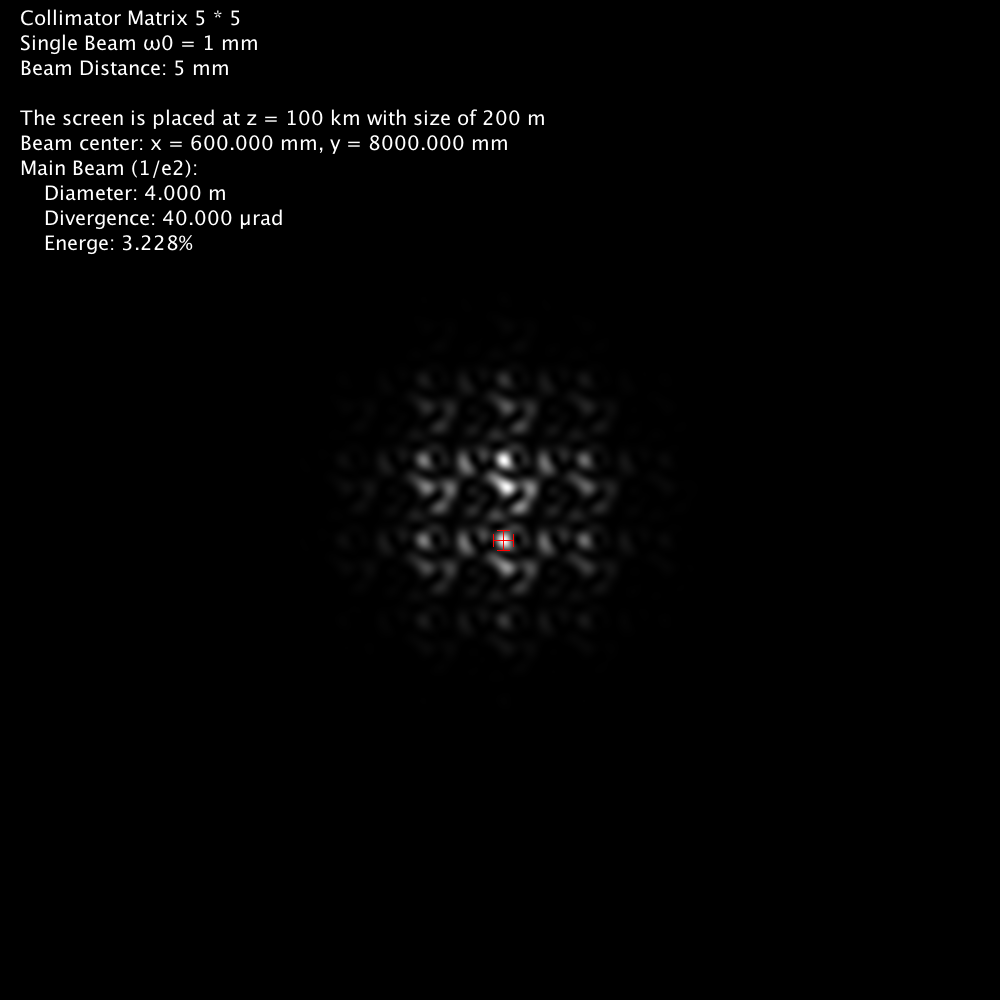 Collimator Matrix 5 * 5
Single Beam ω0 = 1 mm
Beam Distance: 5 mm
The screen is placed at z = 100 km with size of 200 m
Beam center: x = 600.000 mm, y = 8000.000 mm
Main Beam (1/e2):
Diameter: 4.000 m
Divergence: 40.000 μrad
Energe: 3.228%